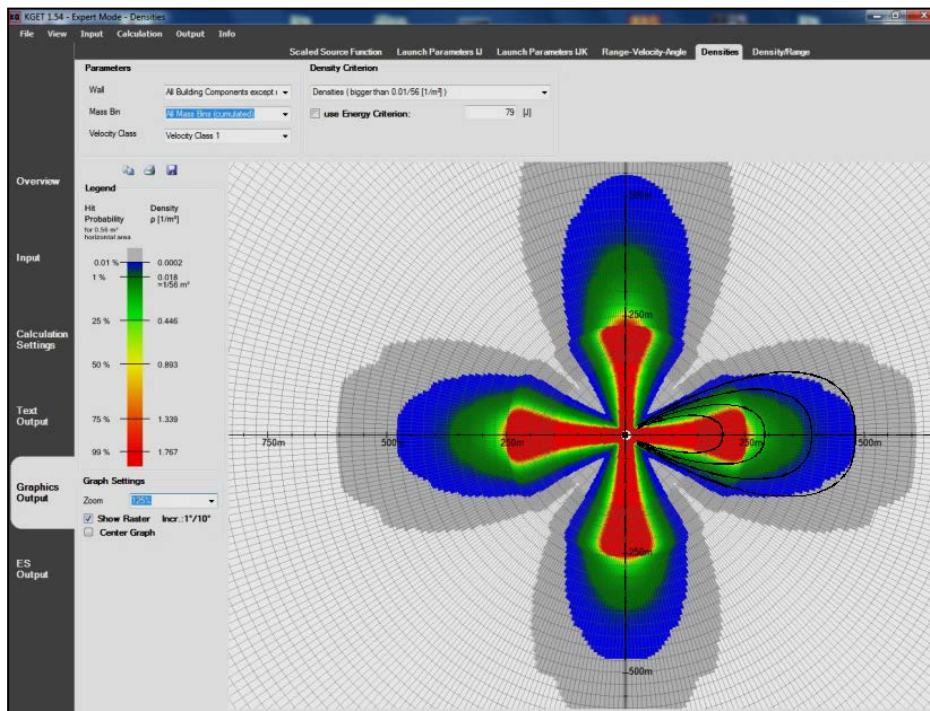 KGET 1.54 - Expert Mode - Densities
File View Input Calculation Output Info
Scaled Source Function Launch Parameters IJ Launch Parameters IJK Range-Velocity-Angle Densities Density/Range
Parameters
Density Criterion
Wall All Building Components except
Densities ( bigger than 0.01/56 [1/m²] )
Mass Bin All Mass Bins (cumulated)
use Energy Criterion: 79 [J]
Velocity Class Velocity Class 1
Overview
Input
Calculation
Settings
Text
Output
Graphics
Output
ES
Output
Legend
Hit
Probability
for 0.56 m²
horizontal area
Density
ρ [1/m²]
0.01 % 0.0002
1 % 0.018
=1/56 m²
25 % 0.446
50 % 0.893
75 % 1.339
99 % 1.767
Graph Settings
Zoom 125%
Show Raster Incr.:1°/10°
Center Graph
500m
250m
750m 500m 250m 250m 500m
250m
500m